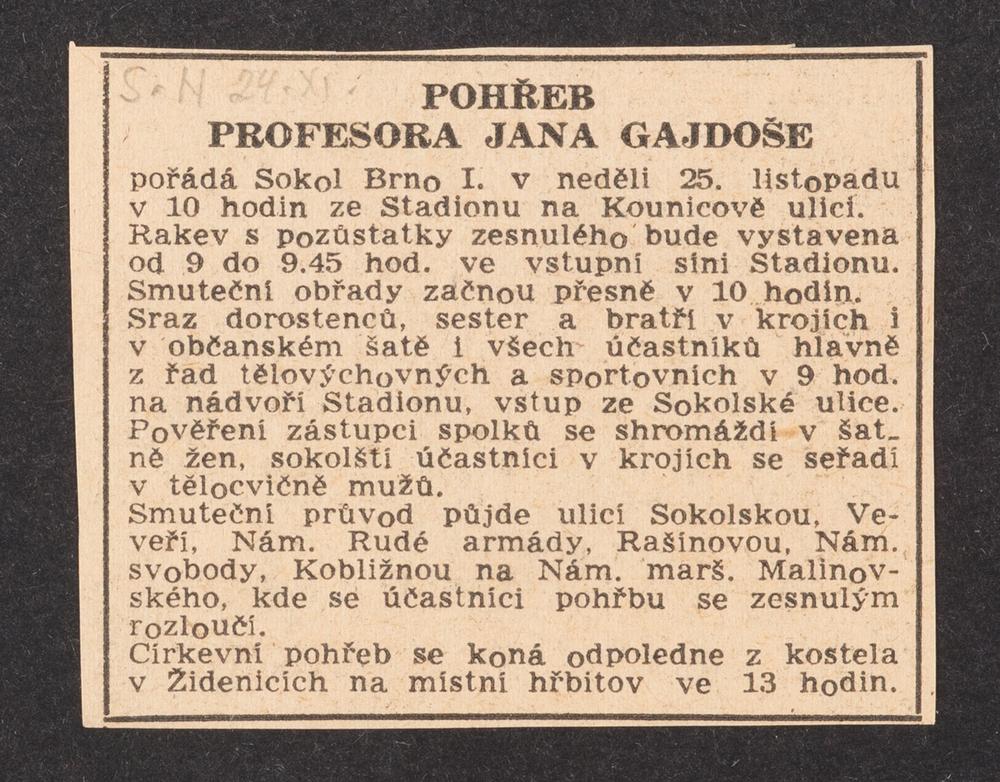 S. N 24. XI.
POHŘEB
PROFESORA JANA GAJDOŠE
pořádá Sokol Brno I. v neděli 25. listopadu
v 10 hodin ze Stadionu na Kounicově ulici.
Rakev s pozůstatky zesnulého bude vystavena
od 9 do 9.45 hod. ve vstupní síni Stadionu.
Smuteční obřady začnou přesně v 10 hodin.
Sraz dorostenců, sester a bratří v krojích i
v občanském šatě i všech účastníků hlavně
z řad tělovýchovných a sportovních v 9 hod.
na nádvoří Stadionu, vstup ze Sokolské ulice.
Pověření zástupci spolků se shromáždí v šat-
ně žen, sokolští účastníci v krojích se seřadí
v tělocvičně mužů.
Smuteční průvod půjde ulicí Sokolskou, Ve-
veří, Nám. Rudé armády, Rašínovou, Nám.
svobody, Kobližnou na Nám. marš. Malinov-
ského, kde se účastníci pohřbu se zesnulým
rozloučí.
Církevní pohřeb se koná odpoledne z kostela
v Židenicích na místní hřbitov ve 13 hodin.